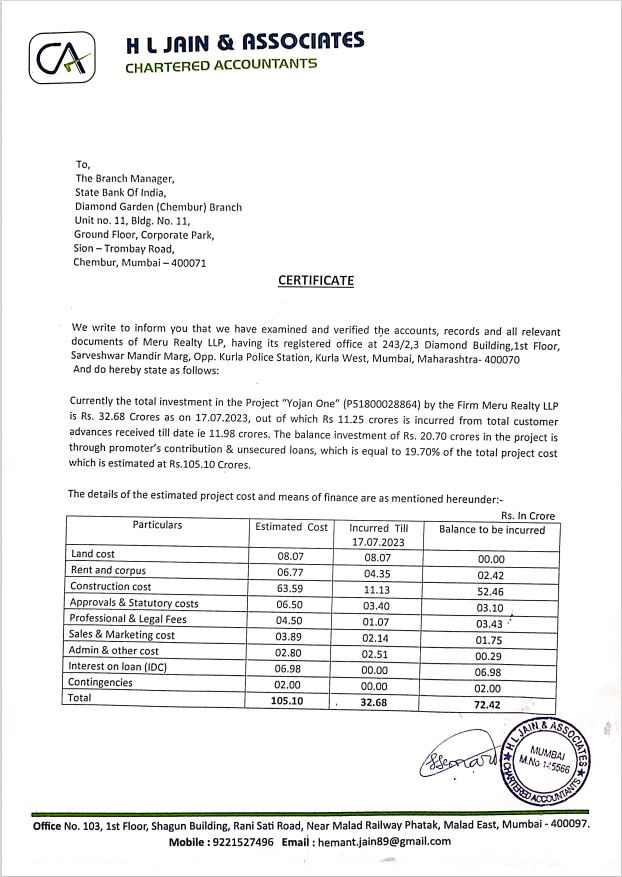 CA
H L JAIN & ASSOCIATES
CHARTERED ACCOUNTANTS
To,
The Branch Manager,
State Bank Of India,
Diamond Garden (Chembur) Branch
Unit no. 11, Bldg. No. 11,
Ground Floor, Corporate Park,
Sion – Trombay Road,
Chembur, Mumbai – 400071
CERTIFICATE
We write to inform you that we have examined and verified the accounts, records and all relevant
documents of Meru Realty LLP, having its registered office at 243/2,3 Diamond Building,1st Floor,
Sarveshwar Mandir Marg, Opp. Kurla Police Station, Kurla West, Mumbai, Maharashtra- 400070
And do hereby state as follows:
Currently the total investment in the Project “Yojan One” (P51800028864) by the Firm Meru Realty LLP
is Rs. 32.68 Crores as on 17.07.2023, out of which Rs 11.25 crores is incurred from total customer
advances received till date ie 11.98 crores. The balance investment of Rs. 20.70 crores in the project is
through promoter’s contribution & unsecured loans, which is equal to 19.70% of the total project cost
which is estimated at Rs.105.10 Crores.
The details of the estimated project cost and means of finance are as mentioned hereunder:-
Rs. In Crore
Particulars Estimated Cost Incurred Till 17.07.2023 Balance to be incurred
Land cost 08.07 08.07 00.00
Rent and corpus 06.77 04.35 02.42
Construction cost 63.59 11.13 52.46
Approvals & Statutory costs 06.50 03.40 03.10
Professional & Legal Fees 04.50 01.07 03.43
Sales & Marketing cost 03.89 02.14 01.75
Admin & other cost 02.80 02.51 00.29
Interest on loan (IDC) 06.98 00.00 06.98
Contingencies 02.00 00.00 02.00
Total 105.10 32.68 72.42
H L JAIN & ASSOCIATES
MUMBAI
M.No
CHARTERED ACCOUNTANTS
Office No. 103, 1st Floor, Shagun Building, Rani Sati Road, Near Malad Railway Phatak, Malad East, Mumbai - 400097.
Mobile : 9221527496 Email : hemant.jain89@gmail.com